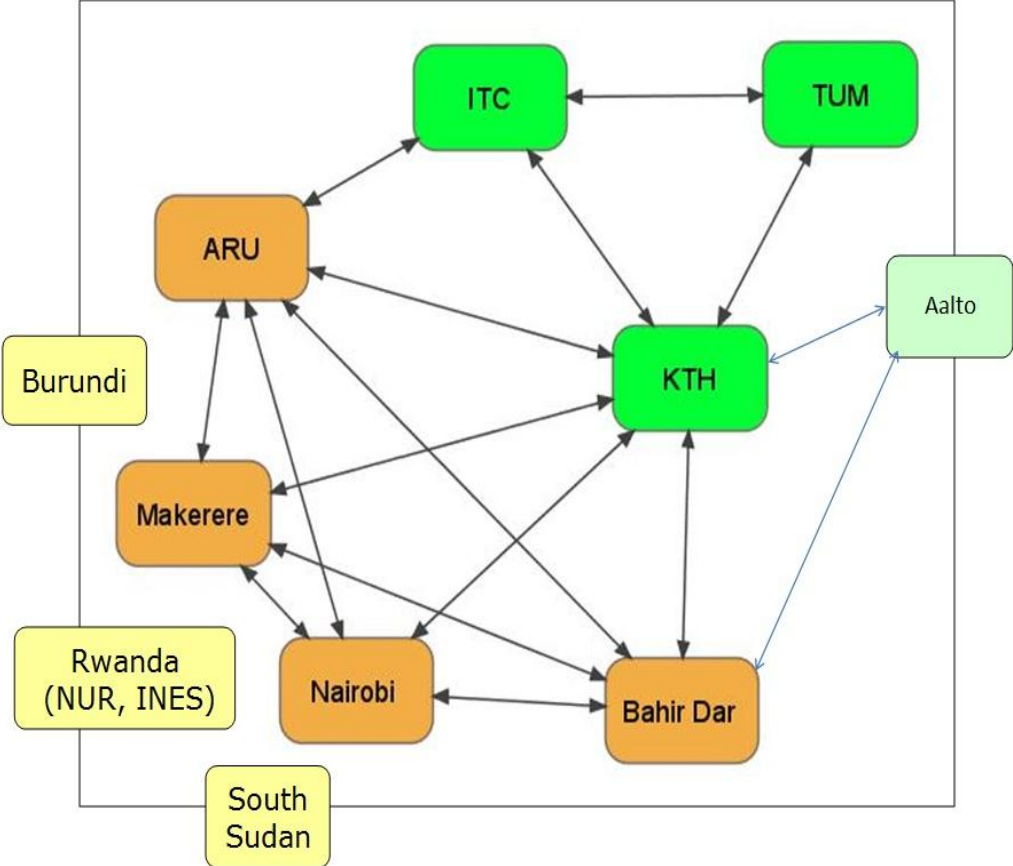 ITC
TUM
ARU
Aalto
Burundi
KTH
Makerere
Rwanda
(NUR, INES)
Nairobi
Bahir Dar
South
Sudan